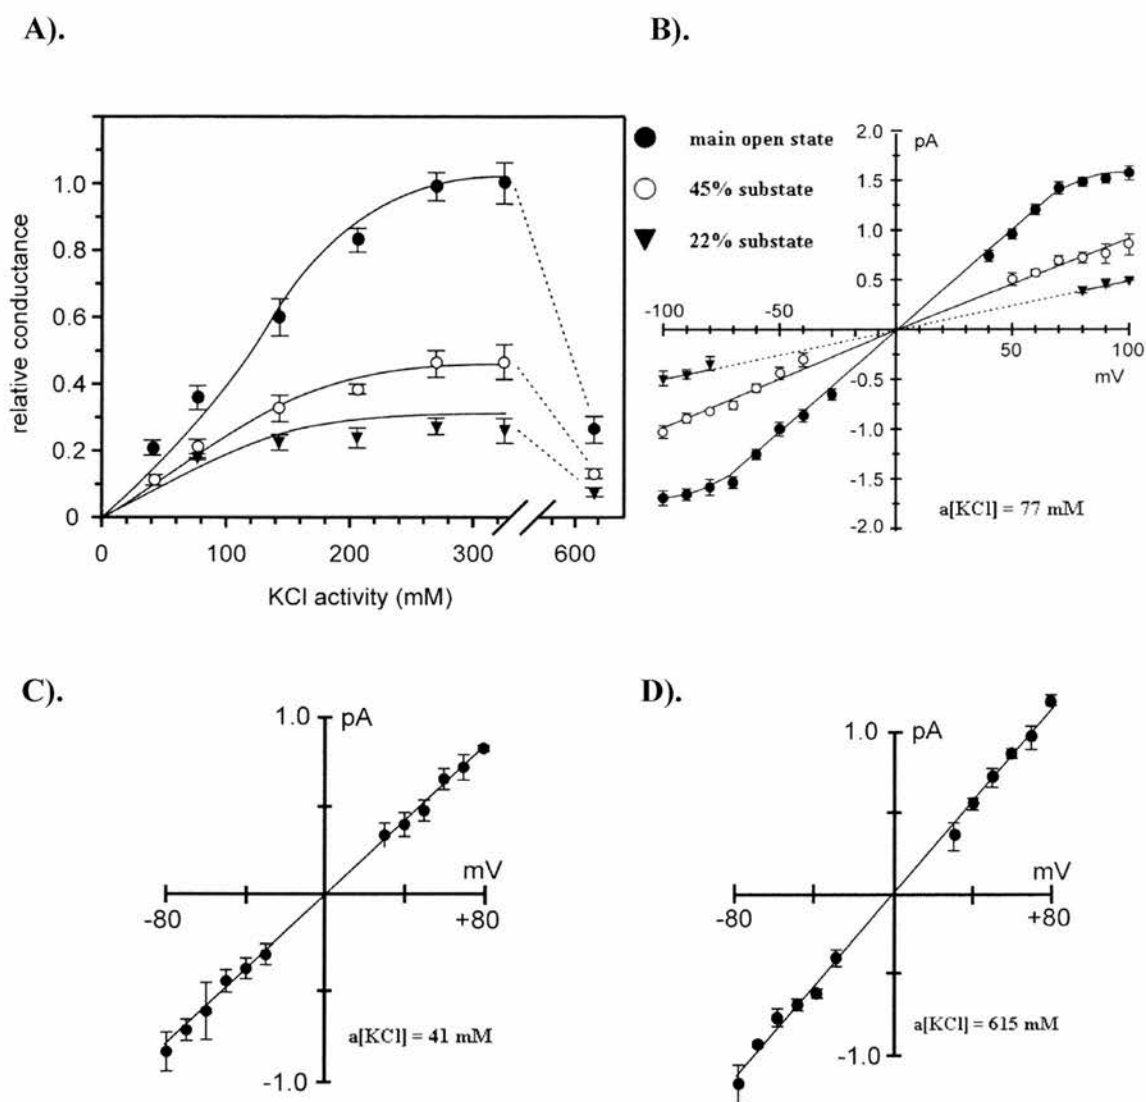 A).
1.0
0.8
0.6
0.4
0.2
0
relative conductance
0 100 200 300 600
KCl activity (mM)
B).
main open state
45% substate
22% substate
pA
2.0
1.5
1.0
0.5
-100 -50
50 100
mV
-0.5
-1.0
-1.5
-2.0
a[KCl] = 77 mM
C).
1.0 pA
mV
-80 +80
a[KCl] = 41 mM
-1.0
D).
1.0 pA
mV
-80 +80
a[KCl] = 615 mM
-1.0